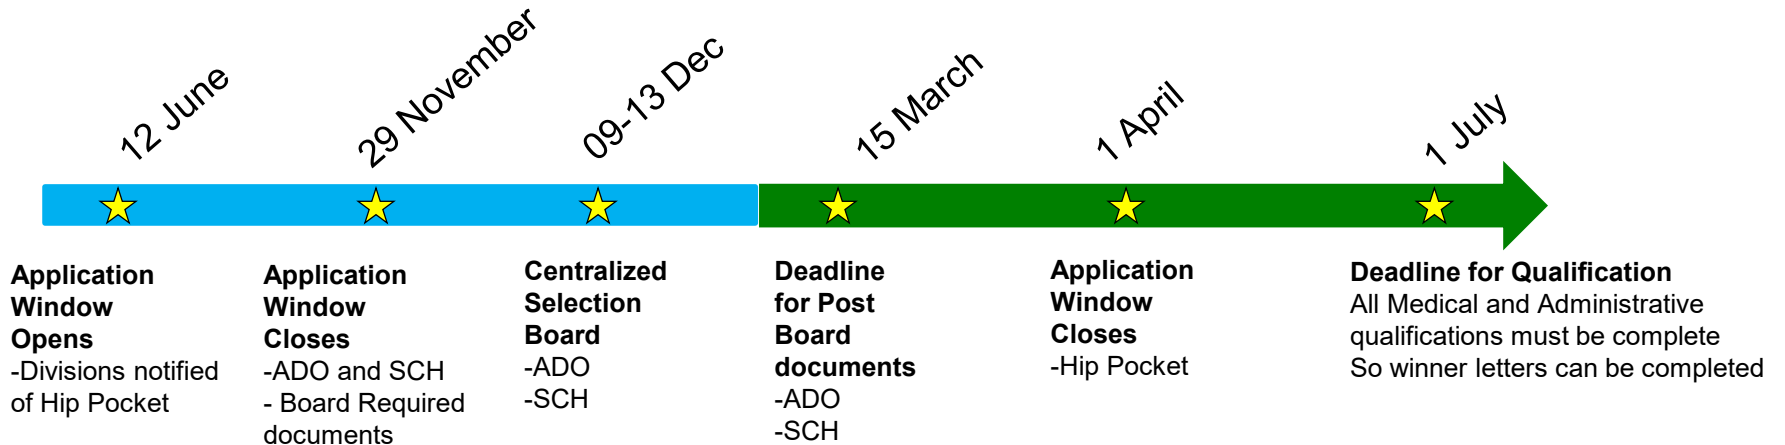 12 June
29 November
09-13 Dec
15 March
1 April
1 July
Application
Window
Opens
-Divisions notified
of Hip Pocket
Application
Window
Closes
-ADO and SCH
- Board Required
documents
Centralized
Selection
Board
-ADO
-SCH
Deadline
for Post
Board
documents
-ADO
-SCH
Application
Window
Closes
-Hip Pocket
Deadline for Qualification
All Medical and Administrative
qualifications must be complete
So winner letters can be completed